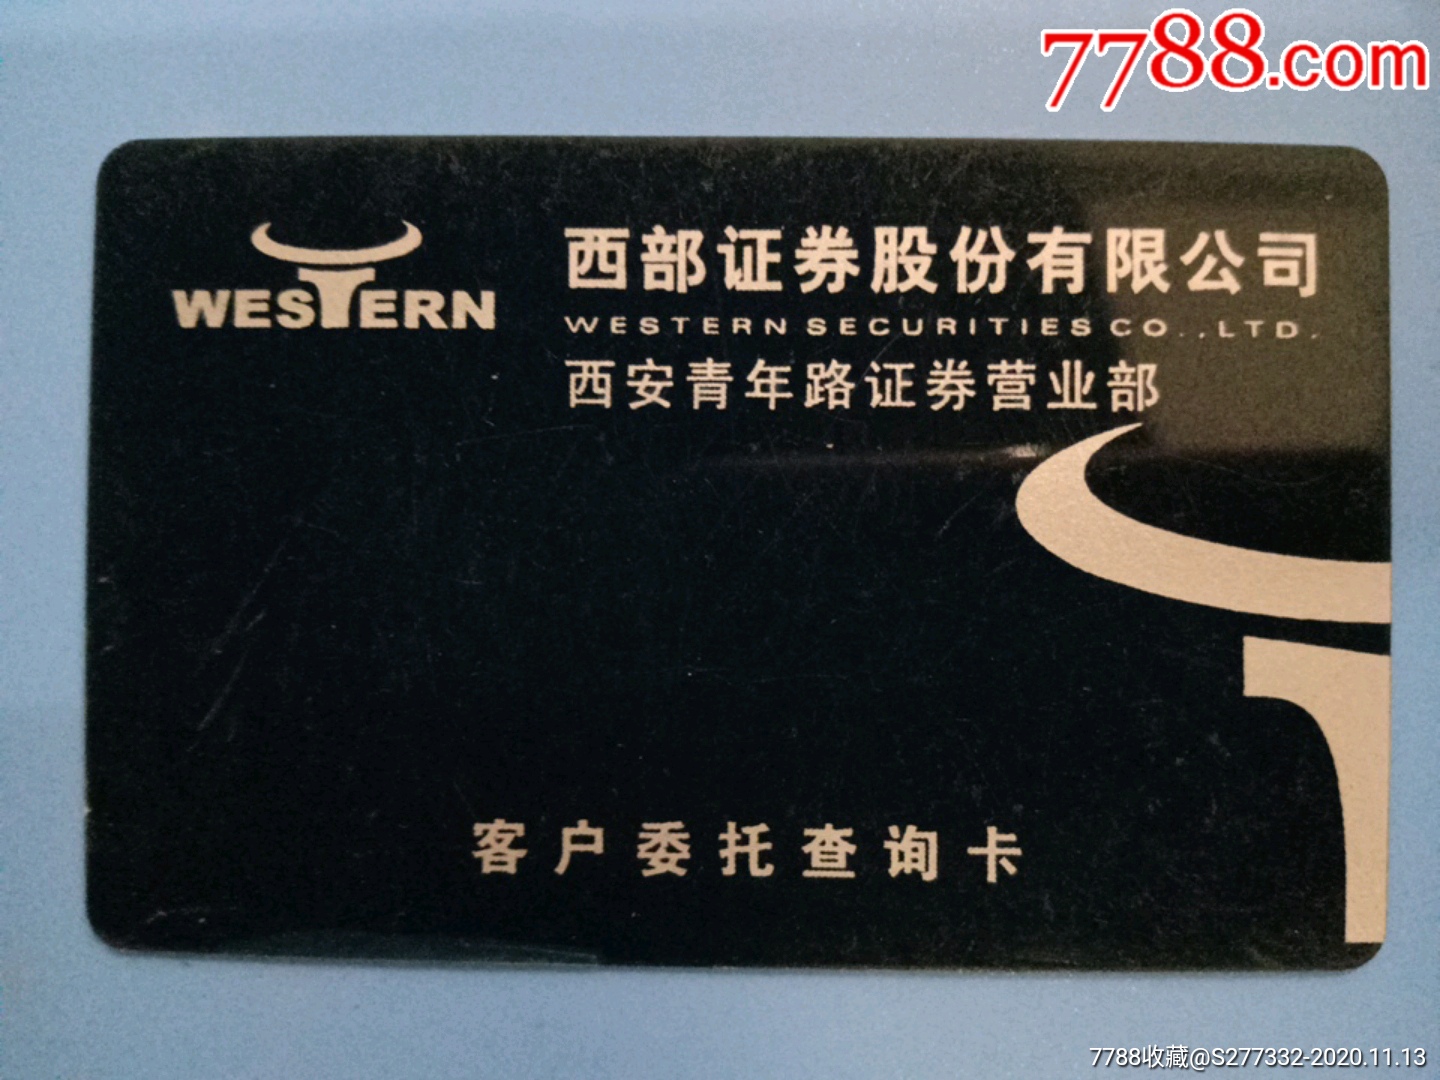 7788.com
WESTERN
西部证券股份有限公司
WESTERN SECURITIES CO.,LTD.
西安青年路证券营业部
客户委托查询卡
7788收藏@S277332-2020.11.13